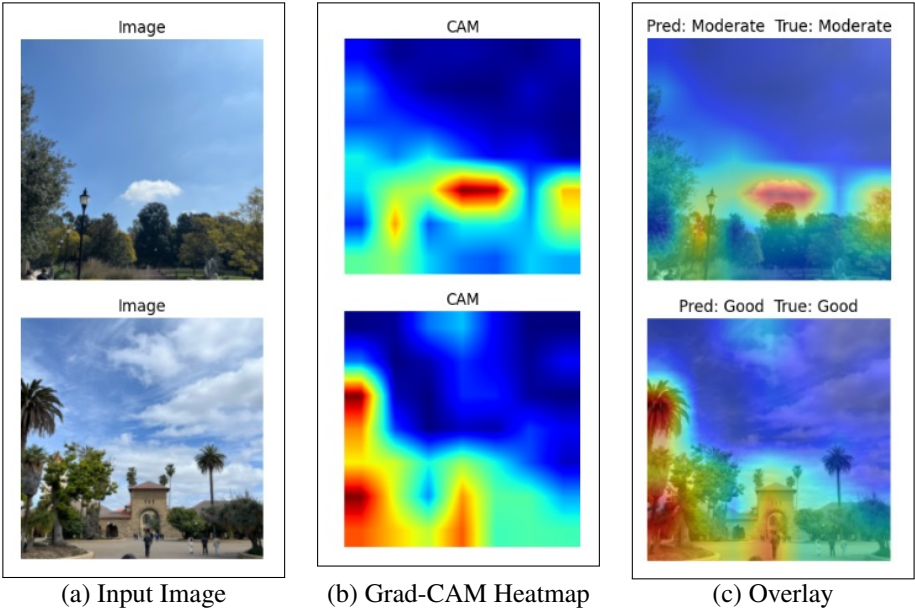 Image
CAM
Pred: Moderate True: Moderate
Image
CAM
Pred: Good True: Good
(a) Input Image
(b) Grad-CAM Heatmap
(c) Overlay